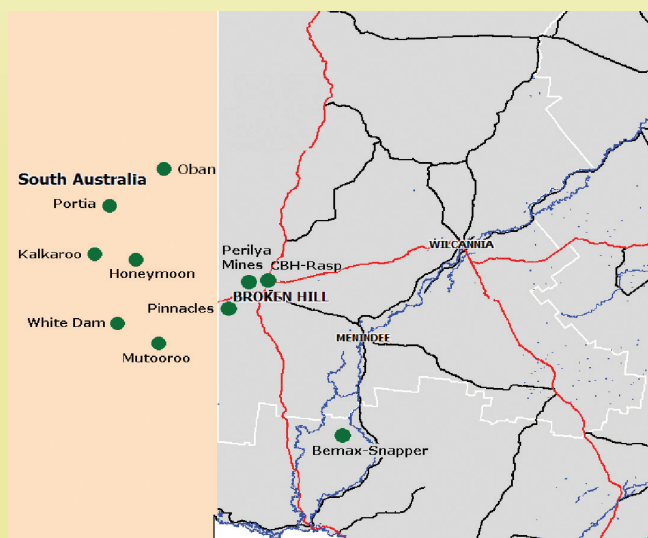 Oban
South Australia
Portia
Kalkaroo
Honeymoon
Perilya
Mines
CBH-Rasp
WILCANNIA
BROKEN HILL
Pinnacles
White Dam
Mutooroo
MENINDEE
Bemax-Snapper